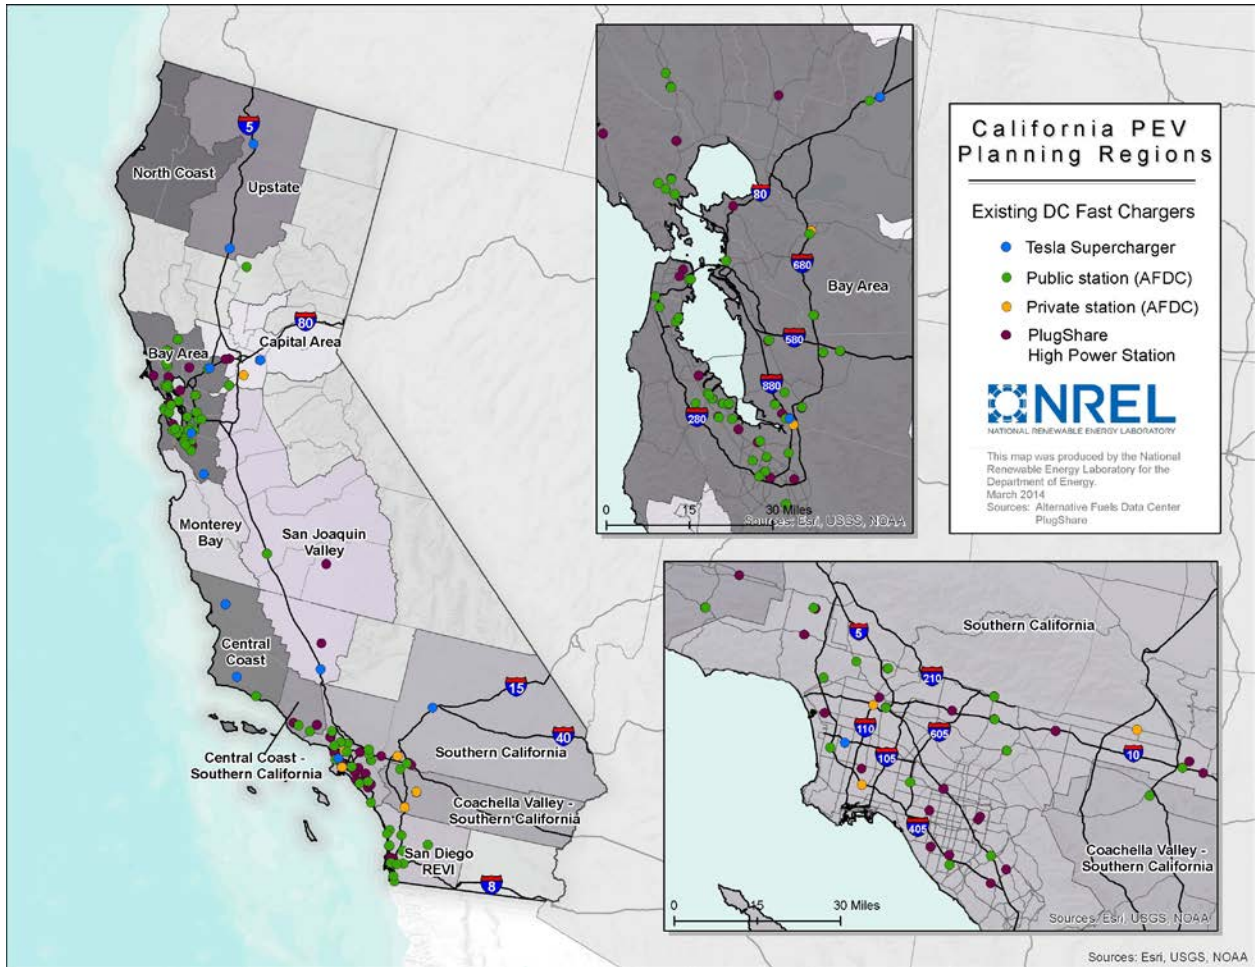 5
North Coast
Upstate
80
Bay Area
Capital Area
Monterey
Bay
San Joaquin
Valley
Central
Coast
15
40
Central Coast -
Southern California
Southern California
Coachella Valley -
Southern California
San Diego
REVI
8
80
680
Bay Area
580
880
280
0
15
30 Miles
Sources: Esri, USGS, NOAA
California PEV
Planning Regions
Existing DC Fast Chargers
Tesla Supercharger
Public station (AFDC)
Private station (AFDC)
PlugShare
High Power Station
NREL
NATIONAL RENEWABLE ENERGY LABORATORY
This map was produced by the National
Renewable Energy Laboratory for the
Department of Energy.
March 2014
Sources: Alternative Fuels Data Center
PlugShare
5
Southern California
210
110
605
105
10
405
Coachella Valley -
Southern California
0
15
30 Miles
Sources: Esri, USGS, NOAA
Sources: Esri, USGS, NOAA